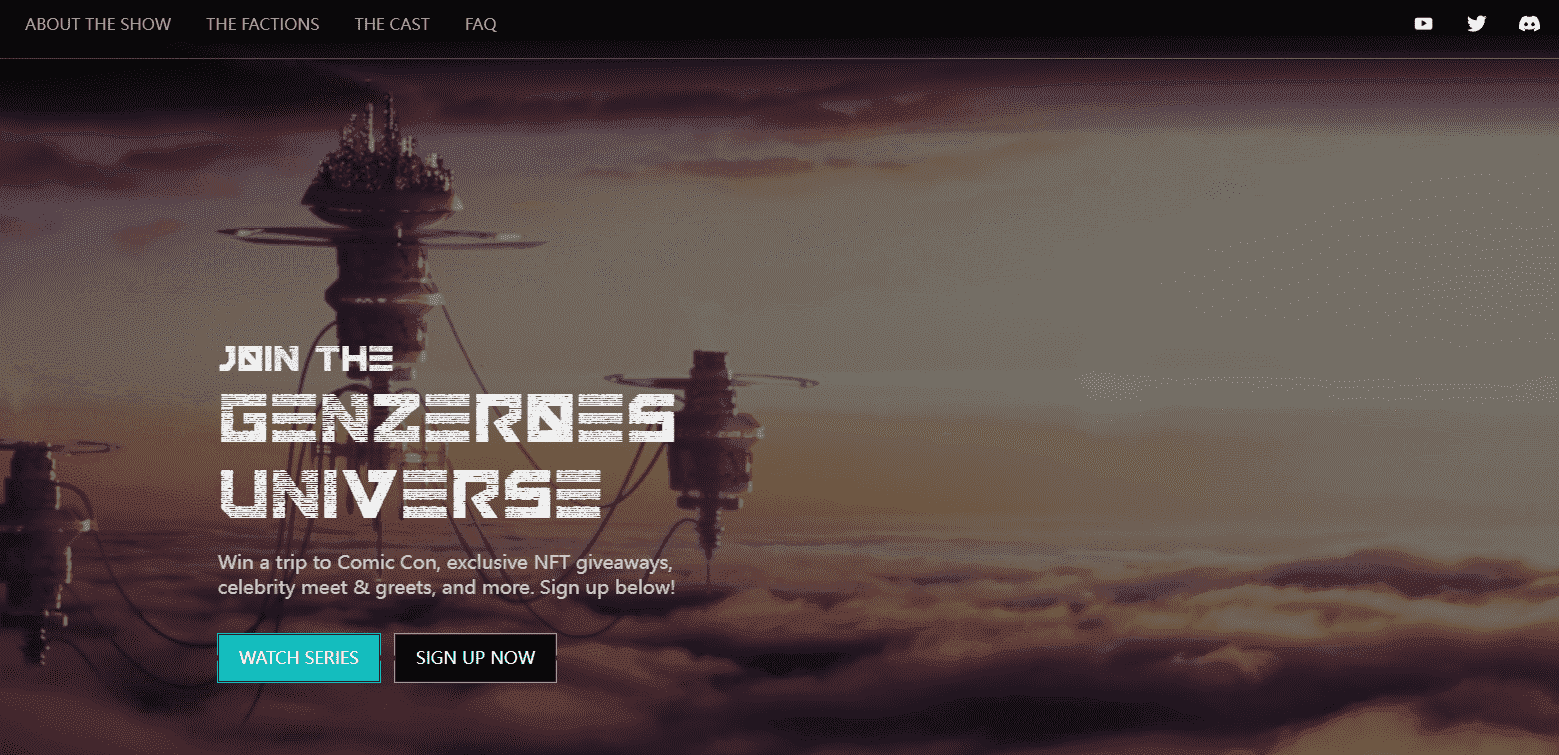 ABOUT THE SHOW THE FACTIONS THE CAST FAQ
JOIN THE
GENZEROES
UNIVERSE
Win a trip to Comic Con, exclusive NFT giveaways,
celebrity meet & greets, and more. Sign up below!
WATCH SERIES SIGN UP NOW